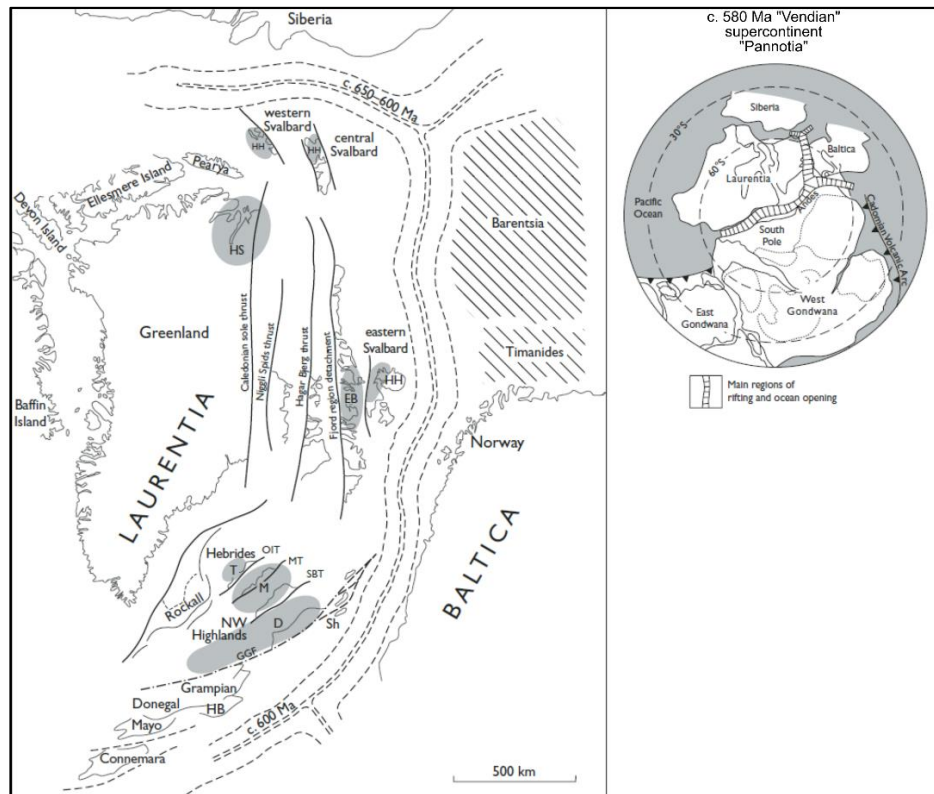 Siberia
c. 650–600 Ma
western
Svalbard
central
Svalbard
HH
HH
Pearya
Ellesmere Island
Devon Island
HS
Barentsia
Greenland
Caledonian sole thrust
Niggli Spids thrust
Hagar Bjerg thrust
Fjord region detachment
eastern
Svalbard
HH
EB
Timanides
Baffin
Island
Norway
LAURENTIA
BALTICA
Hebrides
OIT
MT
SBT
T
M
Rockall
NW
Highlands
D
Sh
GGF
Grampian
Donegal
HB
Mayo
c. 600 Ma
Connemara
500 km
c. 580 Ma "Vendian"
supercontinent
"Pannotia"
Siberia
30°S
Baltica
60°S
Laurentia
Pacific
Ocean
Andes
South
Pole
Cadomian Volcanic Arc
West
Gondwana
East
Gondwana
Main regions of
rifting and ocean opening